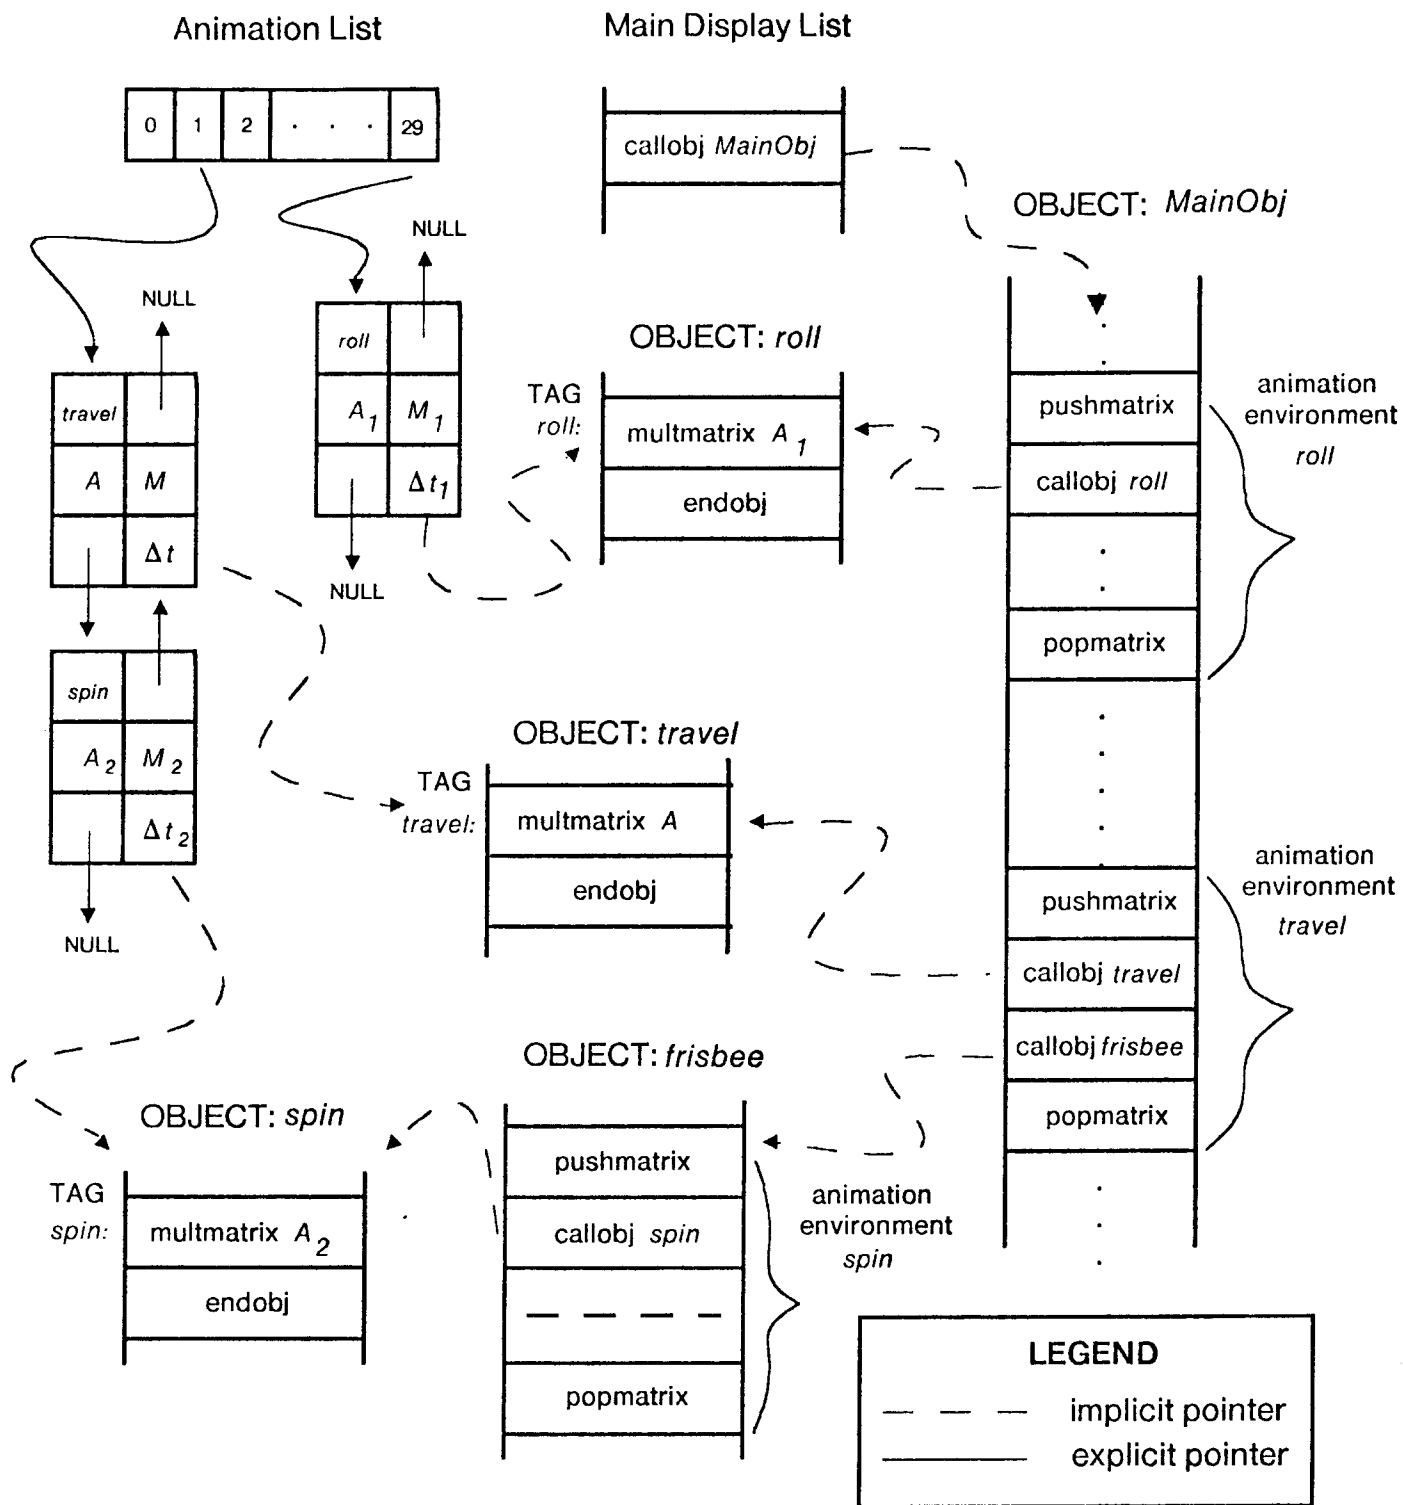 Animation List
Main Display List
0 1 2 · · · 29
callobj MainObj
OBJECT: MainObj
NULL
NULL
roll
A1 M1
Δt1
NULL
travel
A M
Δt
spin
A2 M2
Δt2
NULL
OBJECT: roll
TAG
roll:
multmatrix A1
endobj
pushmatrix
callobj roll
popmatrix
animation
environment
roll
OBJECT: travel
TAG
travel:
multmatrix A
endobj
pushmatrix
callobj travel
callobj frisbee
popmatrix
animation
environment
travel
OBJECT: frisbee
pushmatrix
callobj spin
popmatrix
animation
environment
spin
OBJECT: spin
TAG
spin:
multmatrix A2
endobj
LEGEND
implicit pointer
explicit pointer